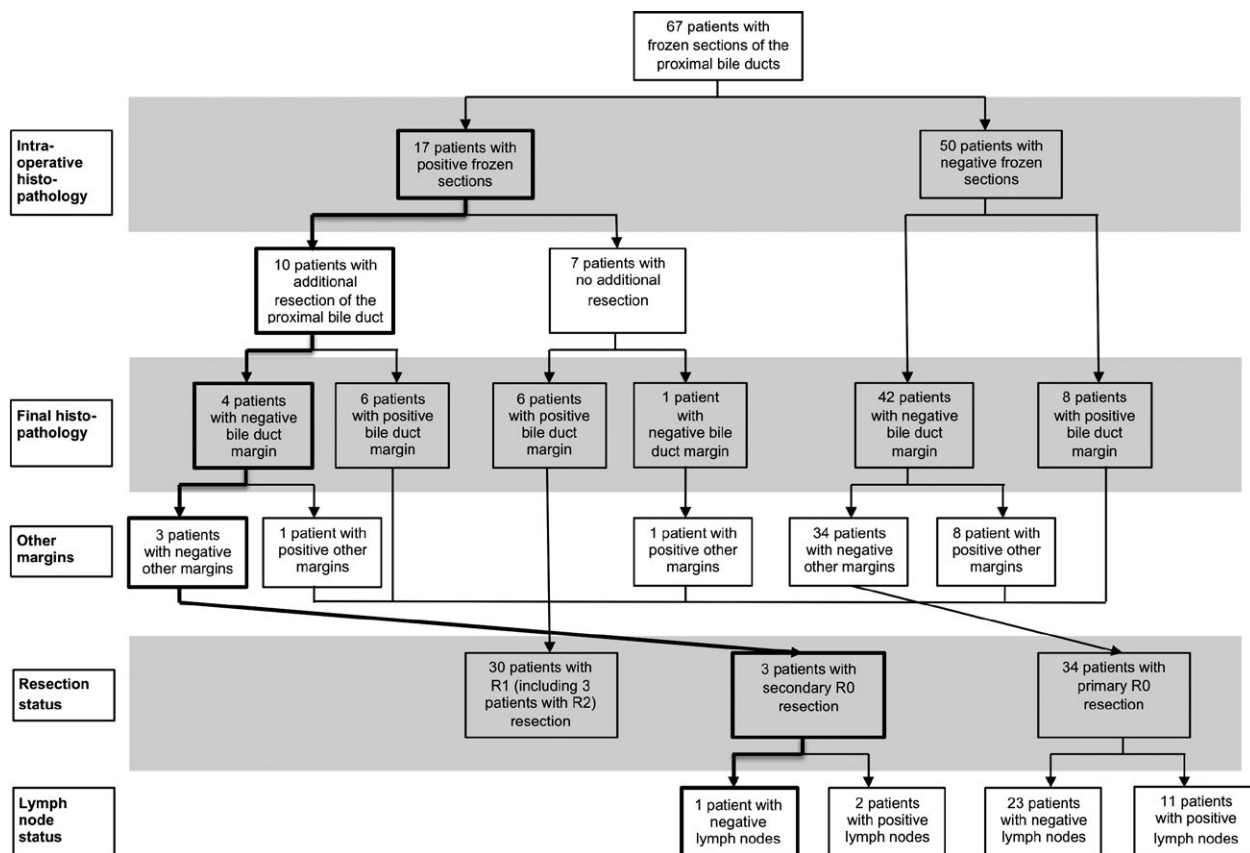 67 patients with
frozen sections of the
proximal bile ducts
Intra-
operative
histo-
pathology
17 patients with
positive frozen
sections
50 patients with
negative frozen
sections
10 patients with
additional
resection of the
proximal bile duct
7 patients with
no additional
resection
Final histo-
pathology
4 patients
with negative
bile duct
margin
6 patients
with positive
bile duct
margin
6 patients
with positive
bile duct
margin
1 patient
with
negative bile
duct margin
42 patients
with negative
bile duct
margin
8 patients
with positive
bile duct
margin
Other
margins
3 patients
with negative
other margins
1 patient with
positive other
margins
1 patient with
positive other
margins
34 patients
with negative
other margins
8 patient with
positive other
margins
Resection
status
30 patients with
R1 (including 3
patients with R2)
resection
3 patients with
secondary R0
resection
34 patients with
primary R0
resection
Lymph
node
status
1 patient with
negative
lymph nodes
2 patients
with positive
lymph nodes
23 patients
with negative
lymph nodes
11 patients
with positive
lymph nodes